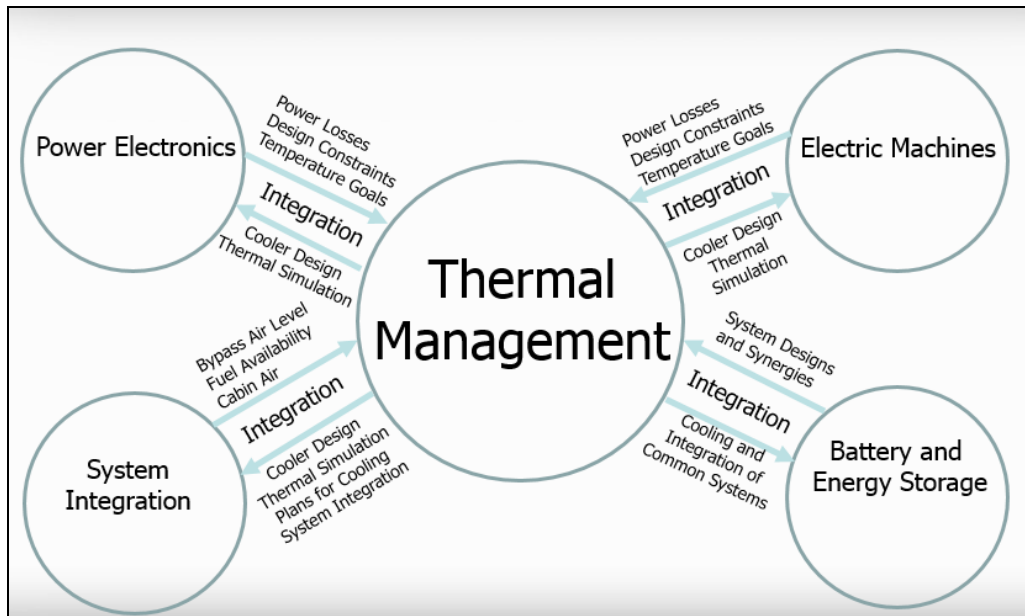 Power Electronics
Power Losses
Design Constraints
Temperature Goals
Integration
Cooler Design
Thermal Simulation
Electric Machines
Power Losses
Design Constraints
Temperature Goals
Integration
Cooler Design
Thermal
Simulation
Thermal
Management
Bypass Air Level
Fuel Availability
Cabin Air
Integration
Cooler Design
Thermal Simulation
Plans for Cooling
System Integration
System
Integration
System Designs
and Synergies
Integration
Cooling and
Integration of
Common Systems
Battery and
Energy Storage